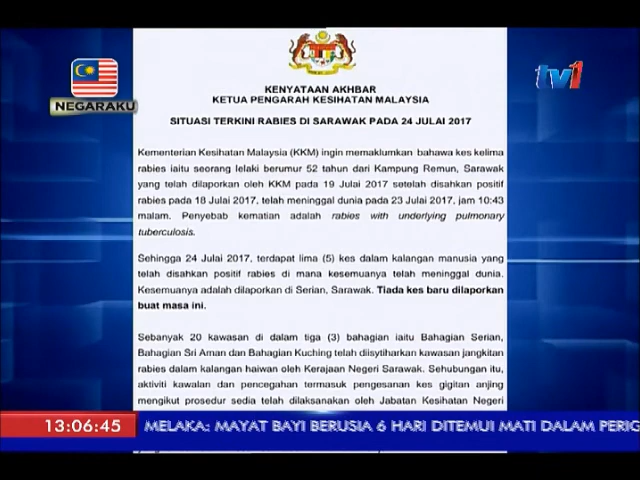 NEGARAKU
tv1
KENYATAAN AKHBAR
KETUA PENGARAH KESIHATAN MALAYSIA
SITUASI TERKINI RABIES DI SARAWAK PADA 24 JULAI 2017
Kementerian Kesihatan Malaysia (KKM) ingin memaklumkan bahawa kes kelima
rabies iaitu seorang lelaki berumur 52 tahun dari Kampung Remun, Sarawak
yang telah dilaporkan oleh KKM pada 19 Julai 2017 setelah disahkan positif
rabies pada 18 Julai 2017, telah meninggal dunia pada 23 Julai 2017, jam 10:43
malam. Penyebab kematian adalah rabies with underlying pulmonary
tuberculosis.
Sehingga 24 Julai 2017, terdapat lima (5) kes dalam kalangan manusia yang
telah disahkan positif rabies di mana kesemuanya telah meninggal dunia.
Kesemuanya adalah dilaporkan di Serian, Sarawak. Tiada kes baru dilaporkan
buat masa ini.
Sebanyak 20 kawasan di dalam tiga (3) bahagian iaitu Bahagian Serian,
Bahagian Sri Aman dan Bahagian Kuching telah diisytiharkan kawasan jangkitan
rabies dalam kalangan haiwan oleh Kerajaan Negeri Sarawak. Sehubungan itu,
aktiviti kawalan dan pencegahan termasuk pengesanan kes gigitan anjing
mengikut prosedur sedia telah dilaksanakan oleh Jabatan Kesihatan Negeri
13:06:45 MELAKA: MAYAT BAYI BERUSIA 6 HARI DITEMUI MATI DALAM PERIG